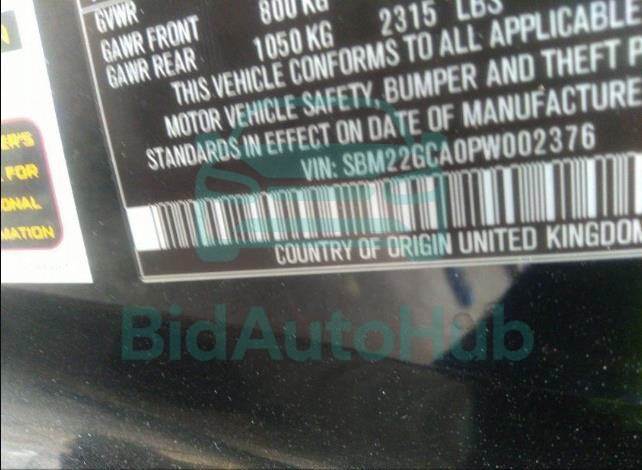 GVWR
GAWR FRONT 800 KG
GAWR REAR 1050 KG 2315 LBS
THIS VEHICLE CONFORMS TO ALL APPLICABLE
MOTOR VEHICLE SAFETY, BUMPER AND THEFT P
STANDARDS IN EFFECT ON DATE OF MANUFACTURE
VIN: SBM22GCA0PW002376
COUNTRY OF ORIGIN UNITED KINGDOM
ER'S
FOR
ONAL
MATION
BidAutoHub